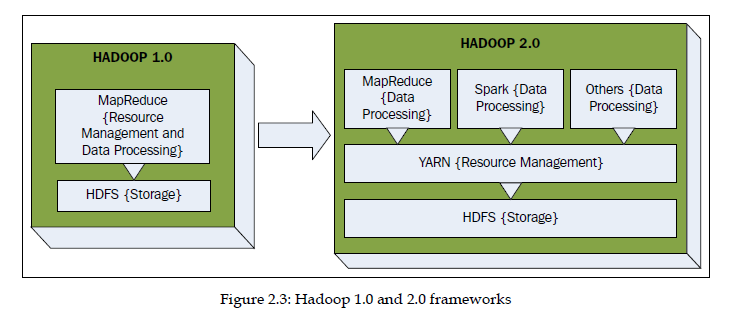 HADOOP 1.0
MapReduce
{Resource
Management and
Data Processing}
HDFS {Storage}
HADOOP 2.0
MapReduce
{Data
Processing}
Spark {Data
Processing}
Others {Data
Processing}
YARN {Resource Management}
HDFS {Storage}
Figure 2.3: Hadoop 1.0 and 2.0 frameworks